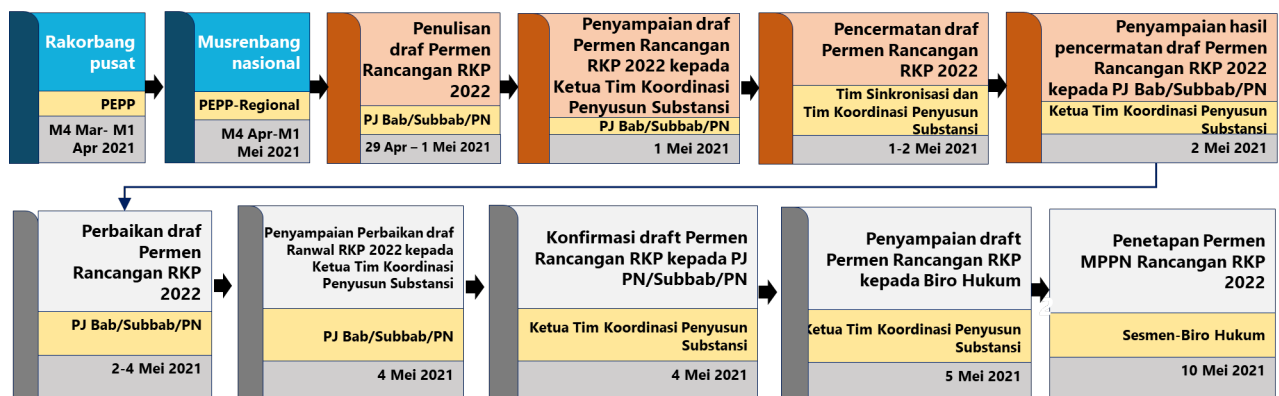 Rakorbang
pusat
PEPP
M4 Mar- M1
Apr 2021
Musrenbang
nasional
PEPP-Regional
M4 Apr-M1
Mei 2021
Penulisan
draf Permen
Rancangan RKP
2022
PJ Bab/Subbab/PN
29 Apr – 1 Mei 2021
Penyampaian draf
Permen Rancangan
RKP 2022 kepada
Ketua Tim Koordinasi
Penyusun Substansi
PJ Bab/Subbab/PN
1 Mei 2021
Pencermatan draf
Permen Rancangan
RKP 2022
Tim Sinkronisasi dan
Tim Koordinasi Penyusun
Substansi
1-2 Mei 2021
Penyampaian hasil
pencermatan draf Permen
Rancangan RKP 2022
kepada PJ Bab/Subbab/PN
Ketua Tim Koordinasi Penyusun
Substansi
2 Mei 2021
Perbaikan draf
Permen
Rancangan RKP
2022
PJ Bab/Subbab/PN
2-4 Mei 2021
Penyampaian Perbaikan draf
Ranwal RKP 2022 kepada
Ketua Tim Koordinasi
Penyusun Substansi
PJ Bab/Subbab/PN
4 Mei 2021
Konfirmasi draft Permen
Rancangan RKP kepada PJ
PN/Subbab/PN
Ketua Tim Koordinasi Penyusun
Substansi
4 Mei 2021
Penyampaian draft
Permen Rancangan RKP
kepada Biro Hukum
Ketua Tim Koordinasi Penyusun
Substansi
5 Mei 2021
Penetapan Permen
MPPN Rancangan RKP
2022
Sesmen-Biro Hukum
10 Mei 2021